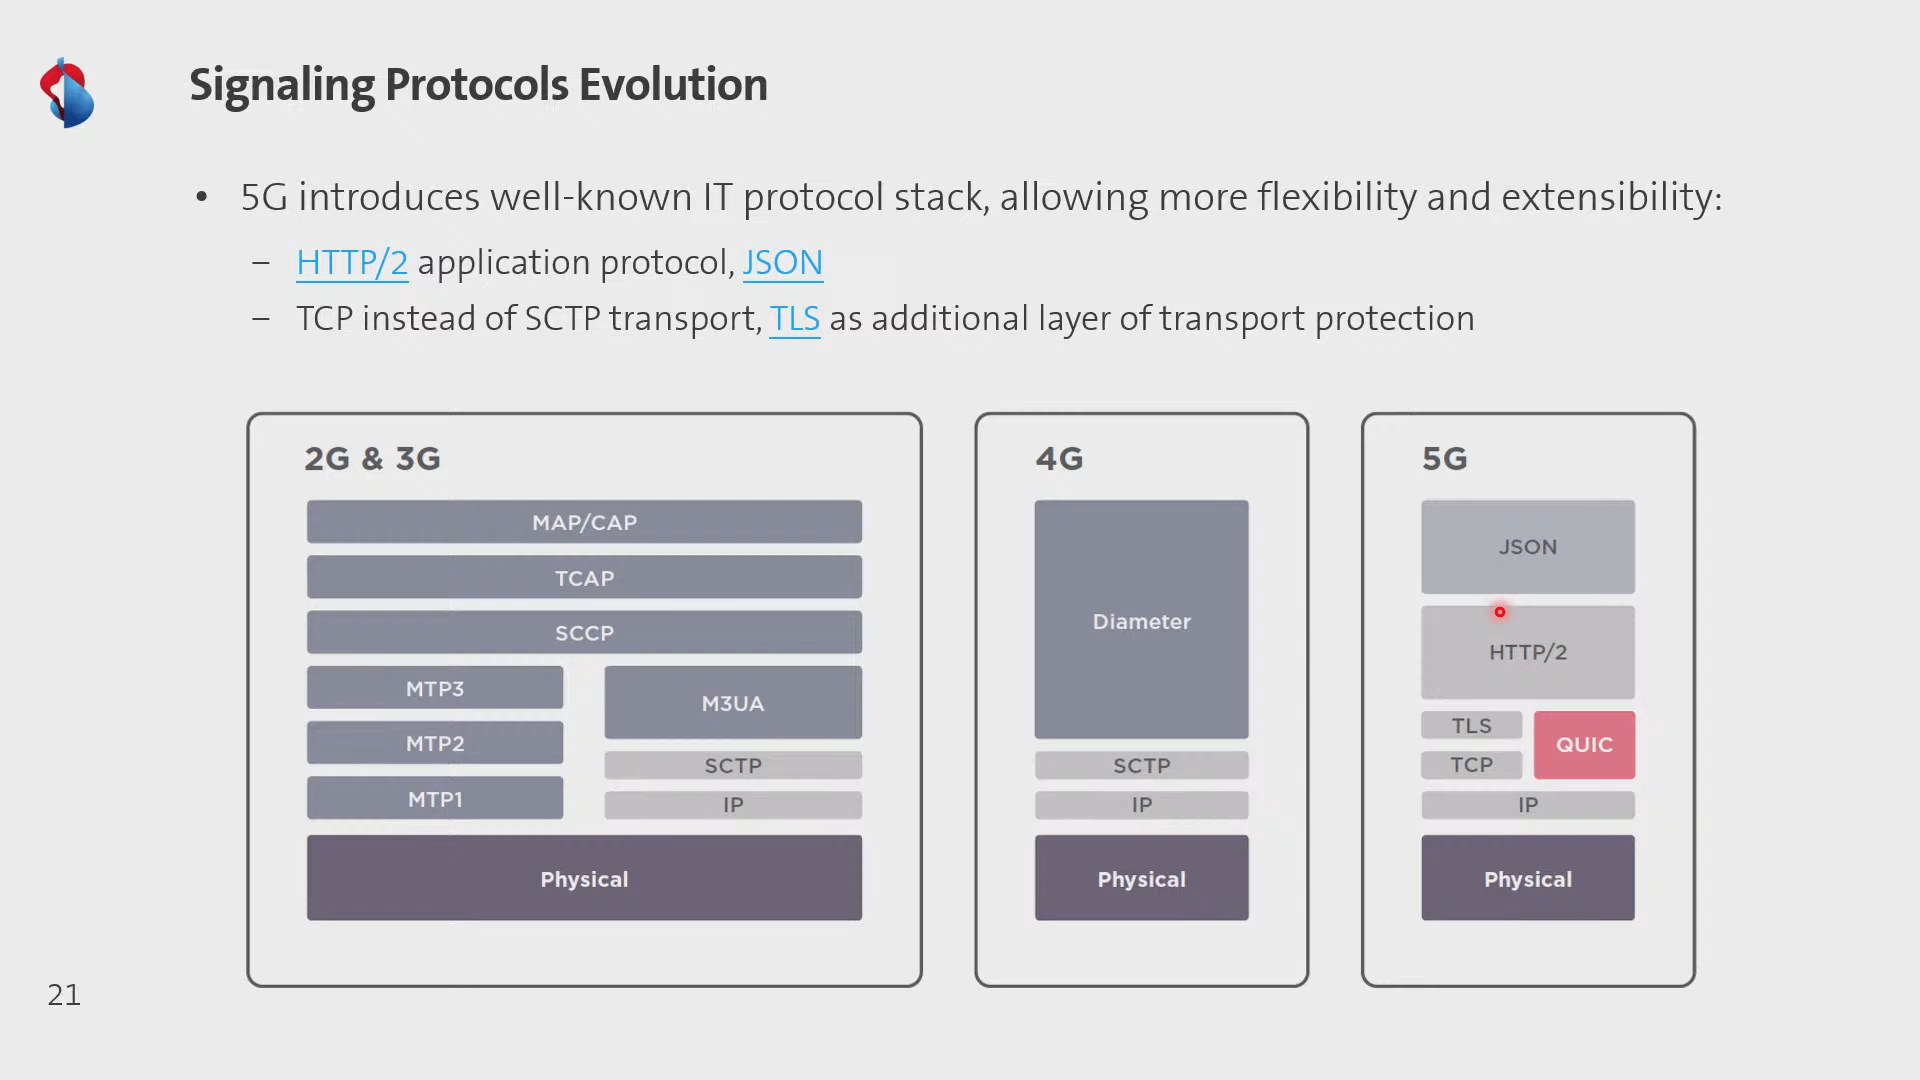 Signaling Protocols Evolution
• 5G introduces well-known IT protocol stack, allowing more flexibility and extensibility:
– HTTP/2 application protocol, JSON
– TCP instead of SCTP transport, TLS as additional layer of transport protection
2G & 3G
MAP/CAP
TCAP
SCCP
MTP3
MTP2
MTP1
M3UA
SCTP
IP
Physical
4G
Diameter
SCTP
IP
Physical
5G
JSON
HTTP/2
TLS
TCP
QUIC
IP
Physical
21